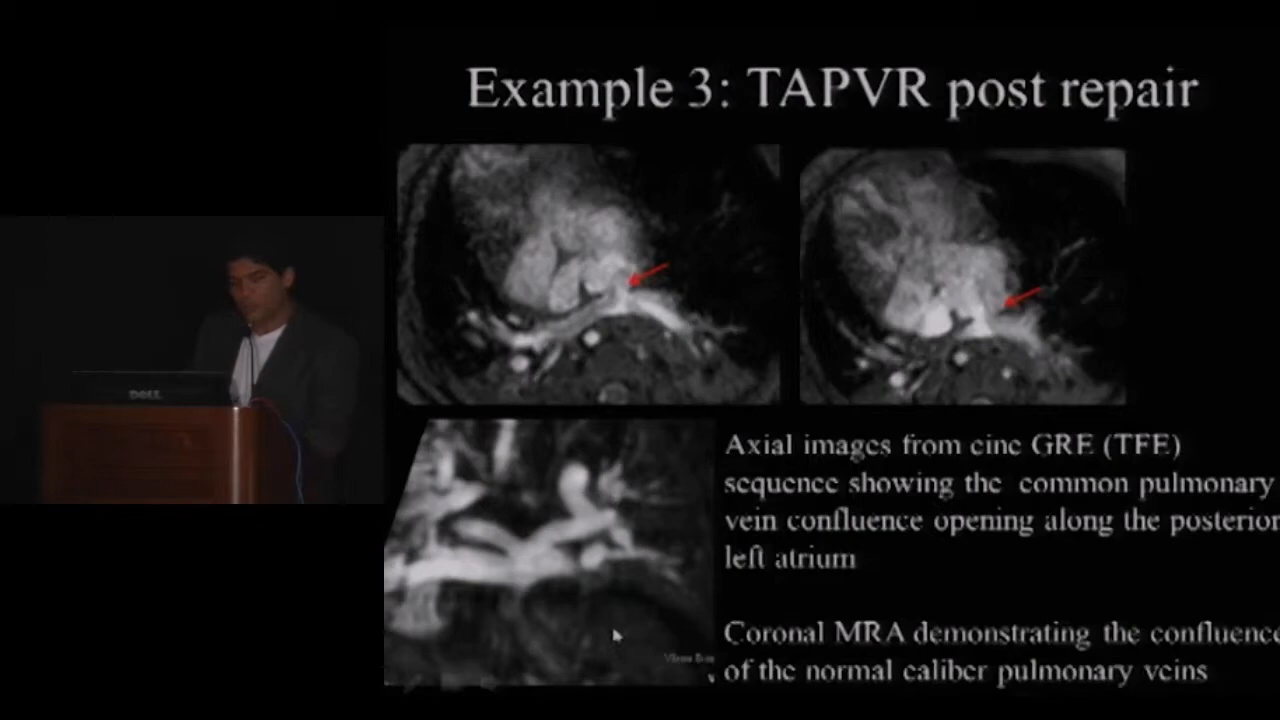 Example 3: TAPVR post repair
DELL
Axial images from cine GRE (TFE)
sequence showing the common pulmonary
vein confluence opening along the posterior
left atrium
Coronal MRA demonstrating the confluence
of the normal caliber pulmonary veins